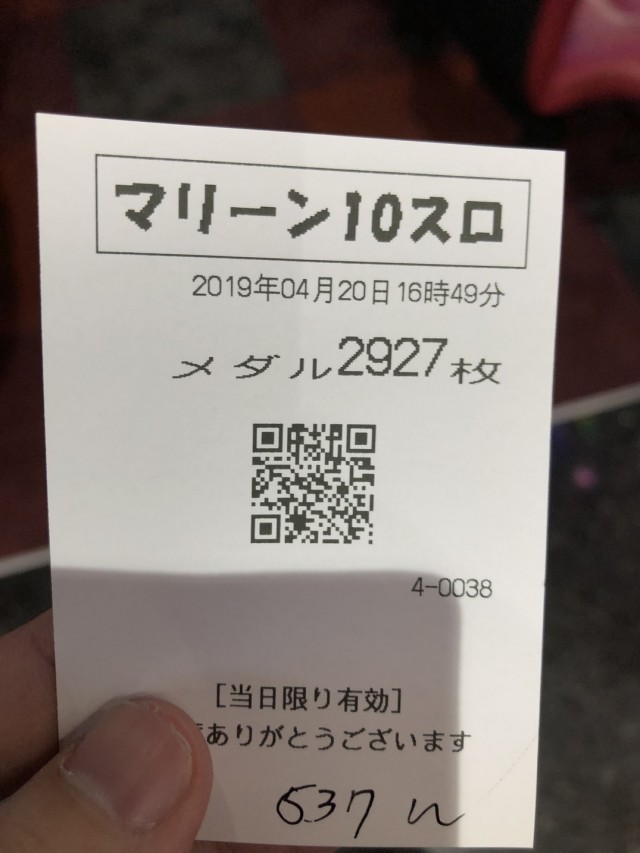 マリーン10スロ
2019年04月20日16時49分
メダル2927枚
4-0038
[当日限り有効]
ありがとうございます
637